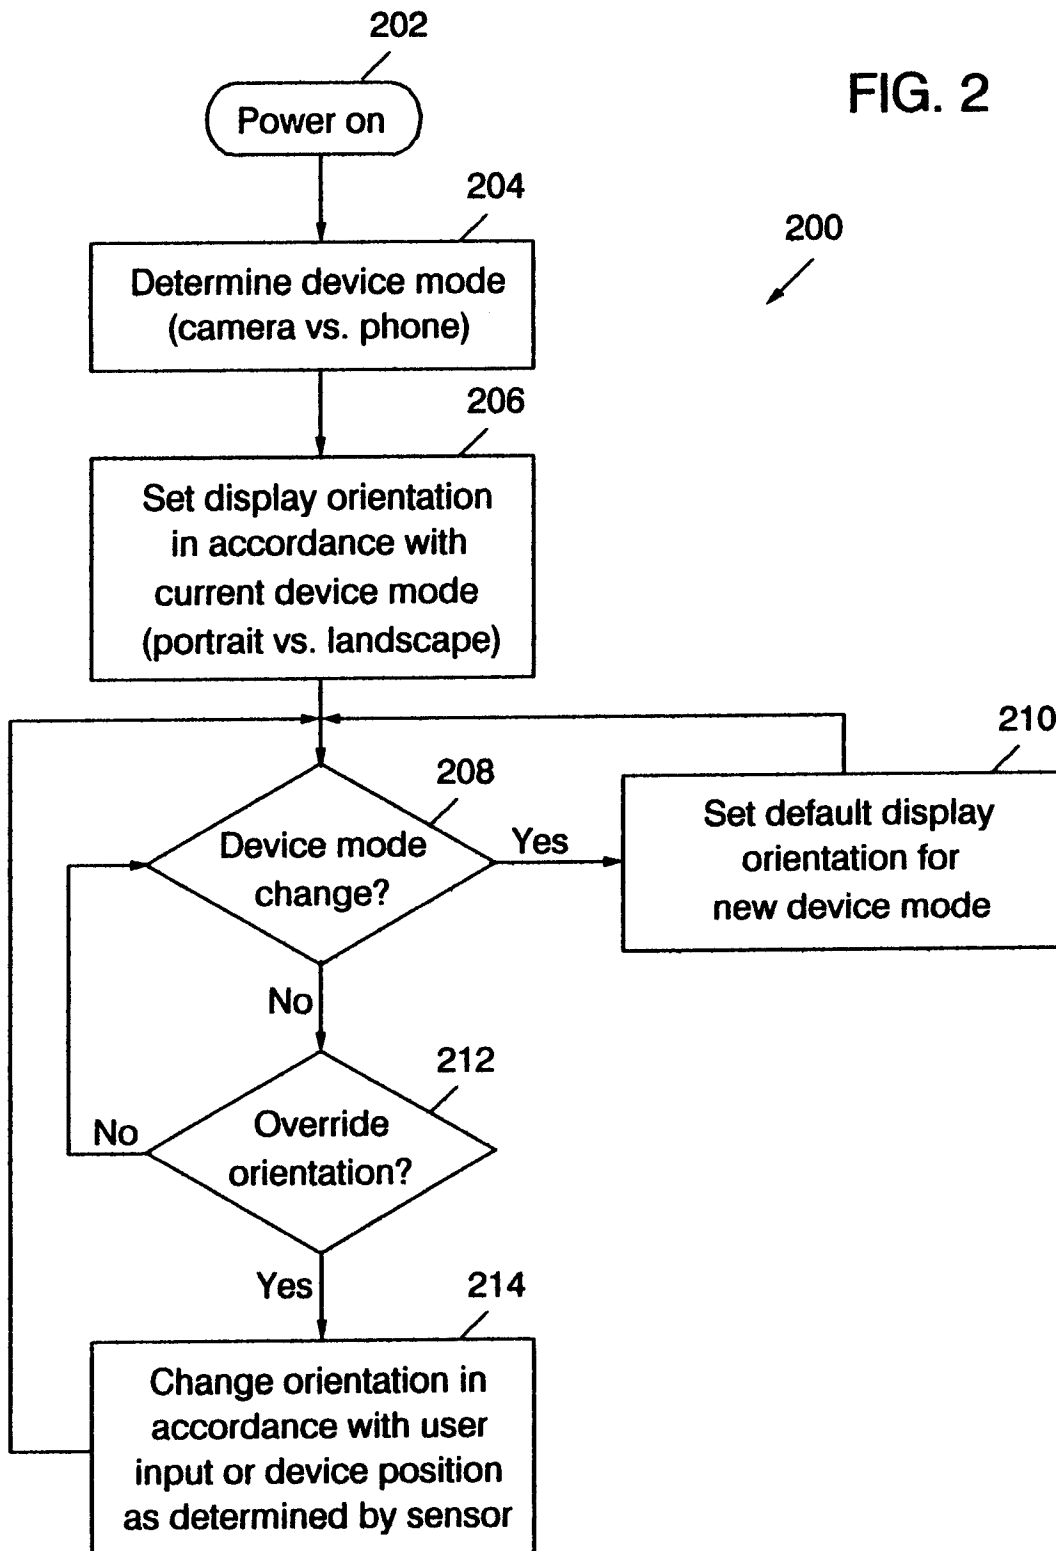 202
FIG. 2
Power on
204
200
Determine device mode
(camera vs. phone)
206
Set display orientation
in accordance with
current device mode
(portrait vs. landscape)
210
208
Set default display
orientation for
new device mode
Device mode
change?
Yes
No
212
Override
orientation?
No
Yes
214
Change orientation in
accordance with user
input or device position
as determined by sensor